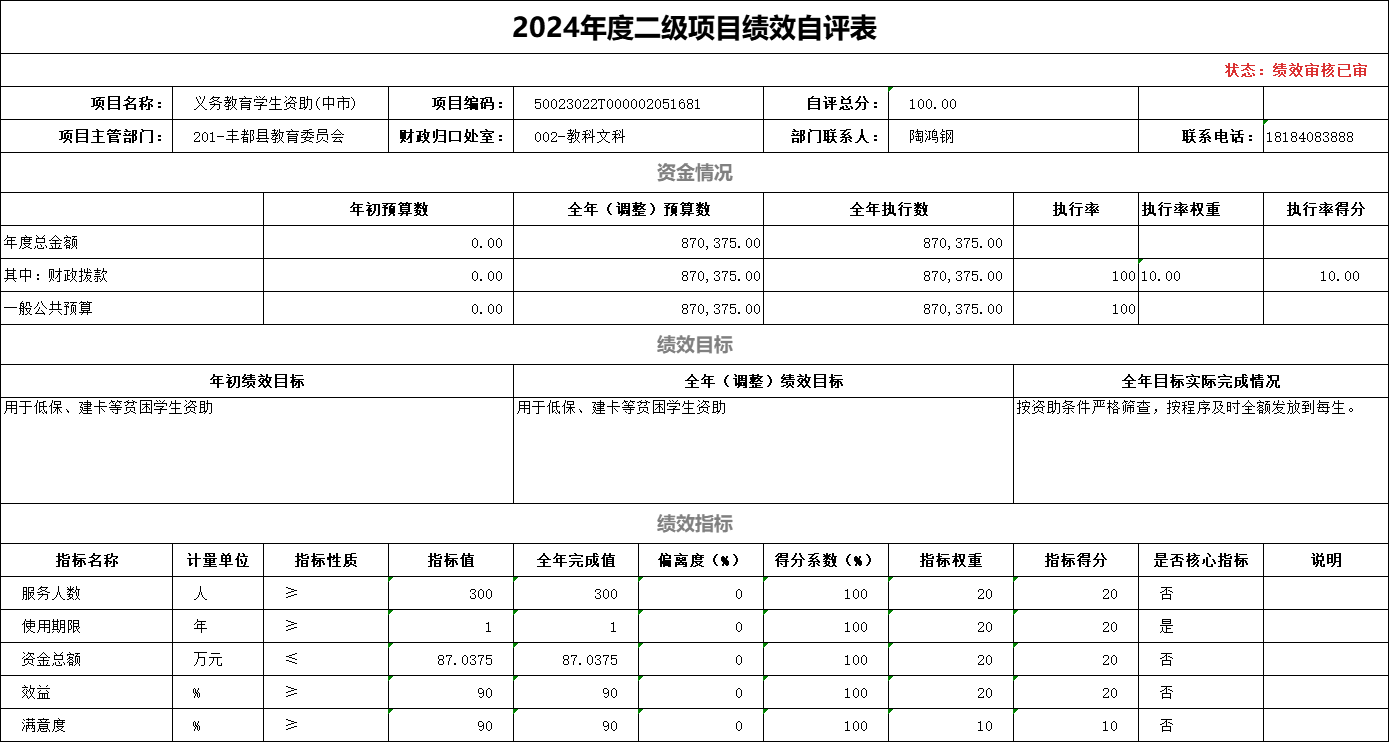 2024年度二级项目绩效自评表
状态：绩效审核已审
项目名称： 义务教育学生资助(中市) 项目编码： 50023022T000002051681 自评总分： 100.00
项目主管部门： 201-丰都县教育委员会 财政归口处室： 002-教科文科 部门联系人： 陶鸿钢 联系电话： 18184083888
资金情况
年初预算数 全年（调整）预算数 全年执行数 执行率 执行率权重 执行率得分
年度总金额 0.00 870,375.00 870,375.00
其中：财政拨款 0.00 870,375.00 870,375.00 100 10.00 10.00
一般公共预算 0.00 870,375.00 870,375.00 100
绩效目标
年初绩效目标 全年（调整）绩效目标 全年目标实际完成情况
用于低保、建卡等贫困学生资助 用于低保、建卡等贫困学生资助 按资助条件严格筛查，按程序及时全额发放到每生。
绩效指标
指标名称 计量单位 指标性质 指标值 全年完成值 偏离度（%） 得分系数（%） 指标权重 指标得分 是否核心指标 说明
服务人数 人 ≥ 300 300 0 100 20 20 否
使用期限 年 ≥ 1 1 0 100 20 20 是
资金总额 万元 ≤ 87.0375 87.0375 0 100 20 20 否
效益 % ≥ 90 90 0 100 20 20 否
满意度 % ≥ 90 90 0 100 10 10 否